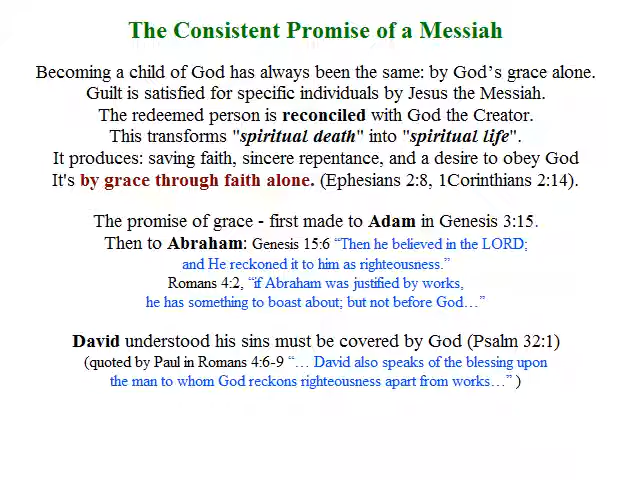 The Consistent Promise of a Messiah
Becoming a child of God has always been the same: by God's grace alone.
Guilt is satisfied for specific individuals by Jesus the Messiah.
The redeemed person is reconciled with God the Creator.
This transforms "spiritual death" into "spiritual life".
It produces: saving faith, sincere repentance, and a desire to obey God
It's by grace through faith alone. (Ephesians 2:8, 1Corinthians 2:14).
The promise of grace - first made to Adam in Genesis 3:15.
Then to Abraham: Genesis 15:6 “Then he believed in the LORD;
and He reckoned it to him as righteousness.”
Romans 4:2, “if Abraham was justified by works,
he has something to boast about; but not before God…”
David understood his sins must be covered by God (Psalm 32:1)
(quoted by Paul in Romans 4:6-9 “… David also speaks of the blessing upon
the man to whom God reckons righteousness apart from works…” )